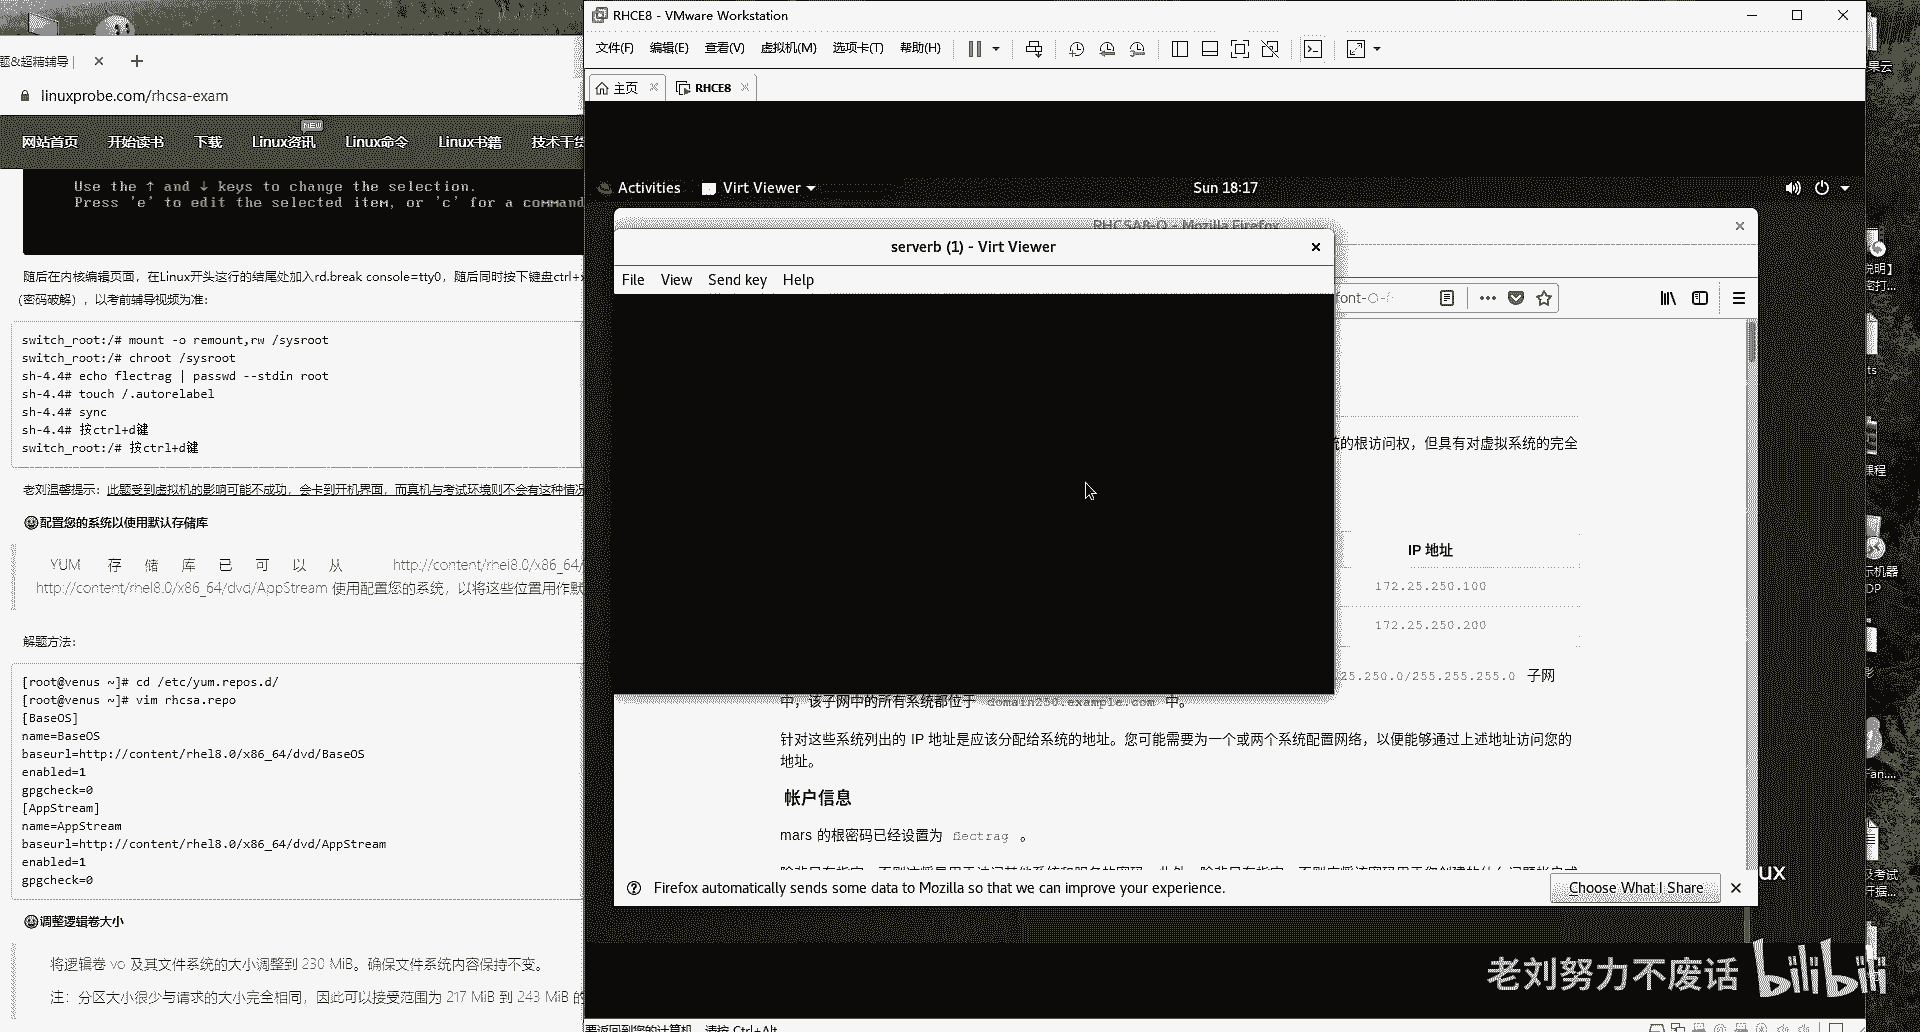 题&超精辅导 |
linuxprobe.com/rhcsa-exam
网站首页 开始读书 下载 Linux资讯 NEW Linux命令 Linux书籍 技术干货
Use the ↑ and ↓ keys to change the selection.
Press 'e' to edit the selected item, or 'c' for a command
随后在内核编辑页面，在Linux开头这行的结尾处加入rd.break console=tty0，随后同时按下键盘ctrl+x
（密码破解），以考前辅导视频为准：
switch_root:/# mount -o remount,rw /sysroot
switch_root:/# chroot /sysroot
sh-4.4# echo flectrag | passwd --stdin root
sh-4.4# touch /.autorelabel
sh-4.4# sync
sh-4.4# 按ctrl+d键
switch_root:/# 按ctrl+d键
老刘温馨提示：此题受到虚拟机的影响可能不成功，会卡到开机界面，而真机与考试环境则不会有这种情况
配置您的系统以使用默认存储库
YUM 存储库已可以从 http://content/rhel8.0/x86_64/
http://content/rhel8.0/x86_64/dvd/AppStream 使用配置您的系统，以将这些位置用作默
解题方法：
[root@venus ~]# cd /etc/yum.repos.d/
[root@venus ~]# vim rhcsa.repo
[BaseOS]
name=BaseOS
baseurl=http://content/rhel8.0/x86_64/dvd/BaseOS
enabled=1
gpgcheck=0
[AppStream]
name=AppStream
baseurl=http://content/rhel8.0/x86_64/dvd/AppStream
enabled=1
gpgcheck=0
调整逻辑卷大小
将逻辑卷 vo 及其文件系统的大小调整到 230 MiB。确保文件系统内容保持不变。
注：分区大小很少与请求的大小完全相同，因此可以接受范围为 217 MiB 到 243 MiB 的
RHCE8 - VMware Workstation
文件(F) 编辑(E) 查看(V) 虚拟机(M) 选项卡(T) 帮助(H)
主页 RHCE8
Activities Virt Viewer Sun 18:17
RHCSA8-Q - Mozilla Firefox
serverb (1) - Virt Viewer
File View Send key Help
font-O-f
的根访问权，但具有对虚拟系统的完全
IP 地址
172.25.250.100
172.25.250.200
25.250.0/255.255.255.0 子网
中，该子网中的所有系统都位于 domain250.example.com 中。
针对这些系统列出的 IP 地址是应该分配给系统的地址。您可能需要为一个或两个系统配置网络，以便能够通过上述地址访问您的
地址。
帐户信息
mars 的根密码已经设置为 flectrag 。
Firefox automatically sends some data to Mozilla so that we can improve your experience.
Choose What I Share
ux
老刘努力不废话 bilibili
要返回到您的计算机，请按 Ctrl+Alt
果云
说明】
密打...
ts
课程
示机器
DP
Fan....
及考试